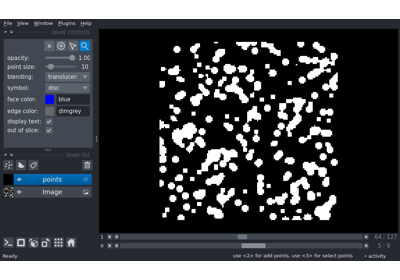 File View Window Plugins Help
layer controls
opacity: 1.00
point size: 10
blending: translucen
symbol: disc
face color: blue
edge color: dimgrey
display text:
out of slice:
layer list
points
Image
1 64 127
0 5 9
Ready use <2> for add points, use <3> for select points activity